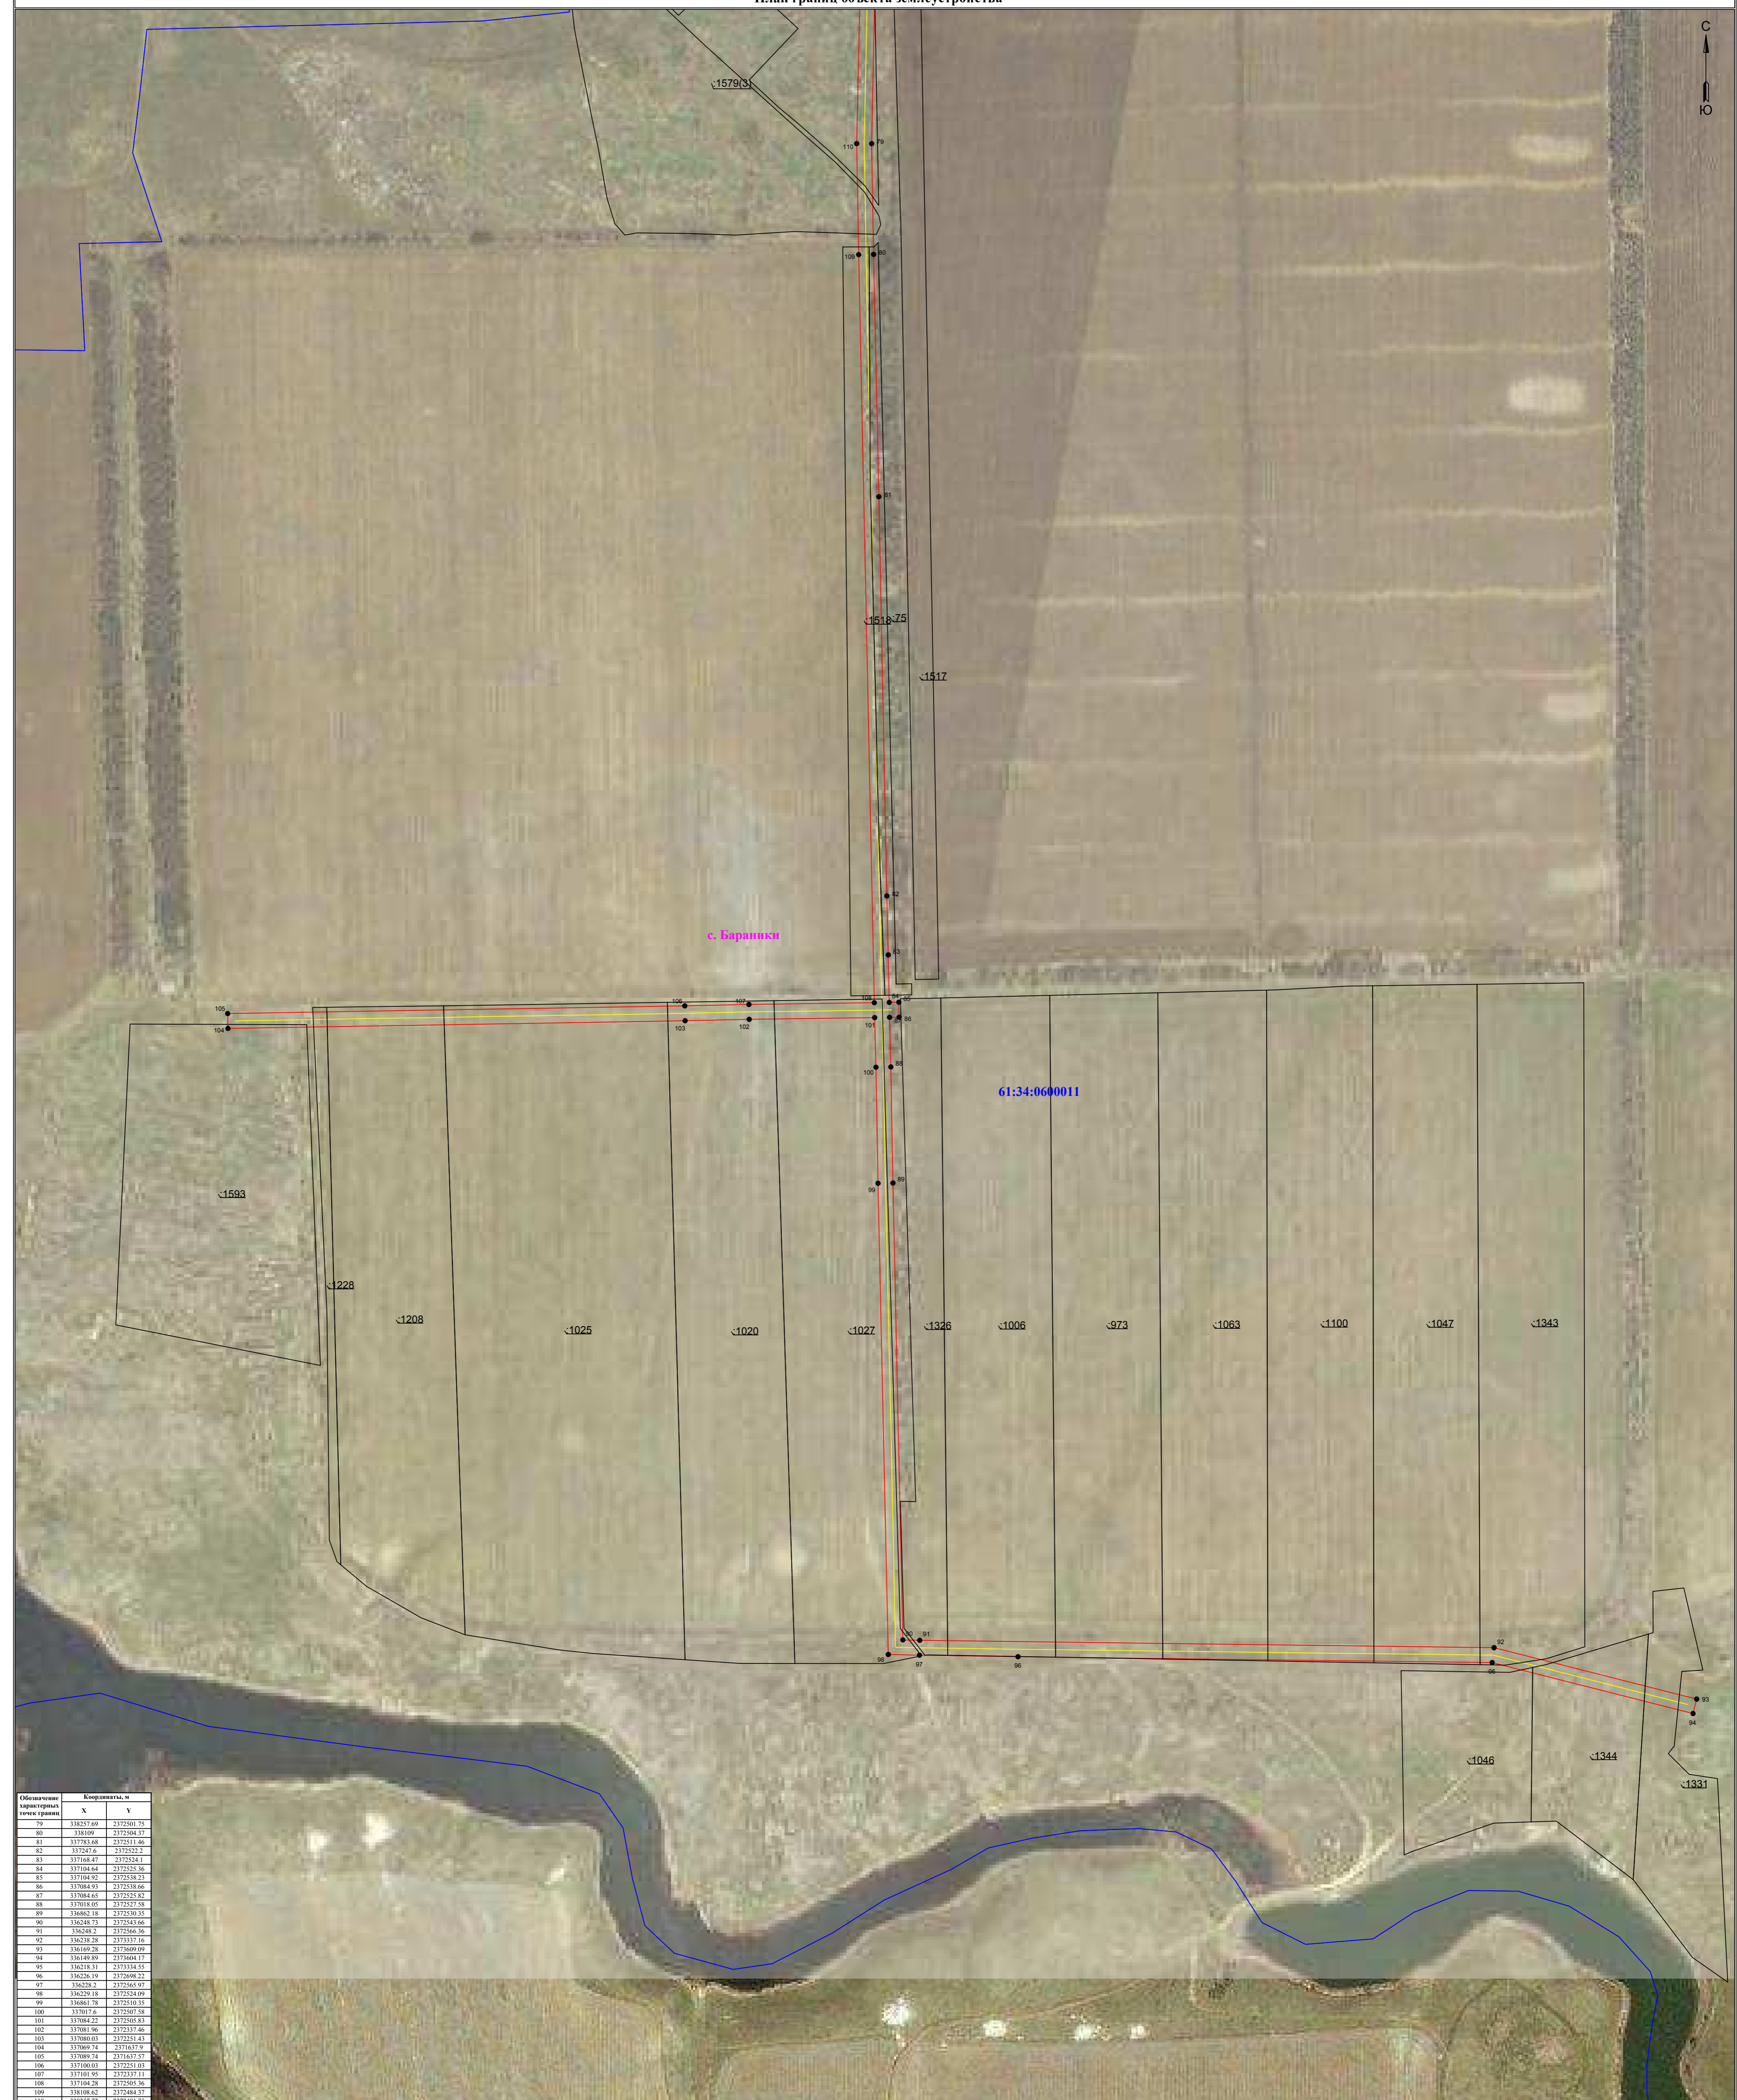 План границ объекта землеустройства
С
Ю
:1579(3)
110
79
109
80
81
:1518
:75
:1517
82
83
с. Бараники
105
106
107
108
84
85
104
103
102
101
86
100
88
61:34:0600011
:1593
99
89
:1228
:1208
:1025
:1020
:1027
:1326
:1006
:973
:1063
:1100
:1047
:1343
90
91
92
98
97
96
95
93
94
:1046
:1344
:1331
Обозначение характерных точек границ
Координаты, м
X Y
79 338257.69 2372501.75
80 338109 2372504.37
81 337783.68 2372511.46
82 337247.6 2372522.2
83 337168.47 2372524.1
84 337104.64 2372525.36
85 337104.92 2372538.23
86 337084.93 2372538.66
87 337084.65 2372525.82
88 337018.05 2372527.58
89 336862.18 2372530.35
90 336248.73 2372543.66
91 336248.2 2372566.36
92 336238.28 2373337.16
93 336169.28 2373609.09
94 336149.89 2373604.17
95 336218.31 2373334.55
96 336226.19 2372698.22
97 336228.2 2372565.97
98 336229.18 2372524.09
99 336861.78 2372510.35
100 337017.6 2372507.58
101 337084.22 2372505.83
102 337081.96 2372337.46
103 337080.03 2372251.43
104 337069.74 2371637.9
105 337089.74 2371637.57
106 337100.03 2372251.03
107 337101.95 2372337.11
108 337104.28 2372505.36
109 338108.62 2372484.37